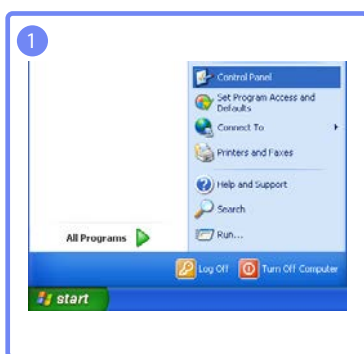 1
Control Panel
Set Program Access and
Defaults
Connect To
Printers and Faxes
Help and Support
Search
Run...
All Programs
Log Off
Turn Off Computer
start